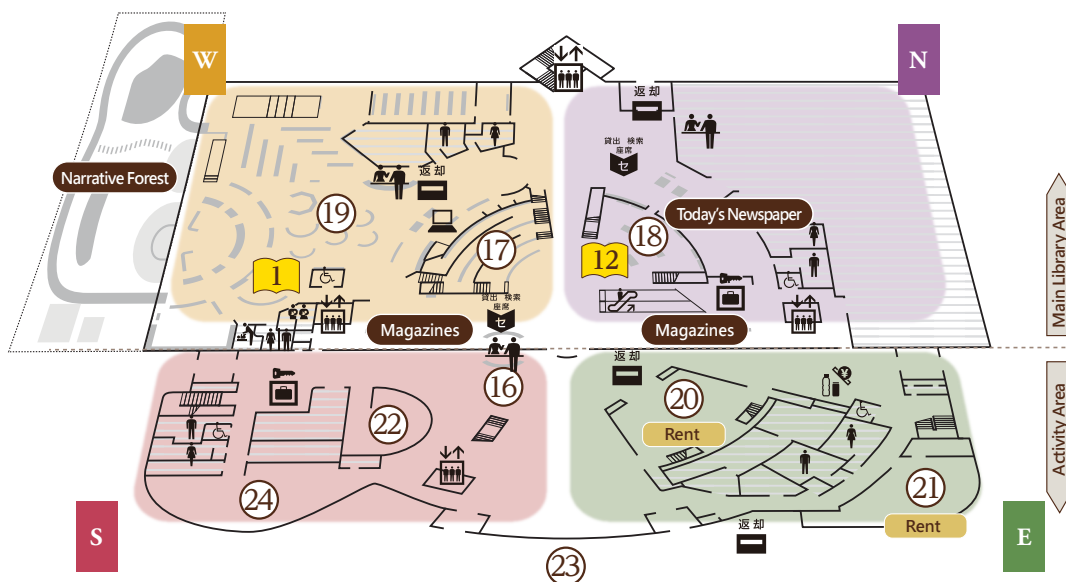 W
N
返却
貸出 検索
座席
セ
Narrative Forest
返却
19
Today's Newspaper
18
17
1
12
貸出 検索
座席
セ
Magazines
Magazines
Main Library Area
返却
16
20
¥
22
Rent
Activity Area
24
21
S
返却
Rent
E
23